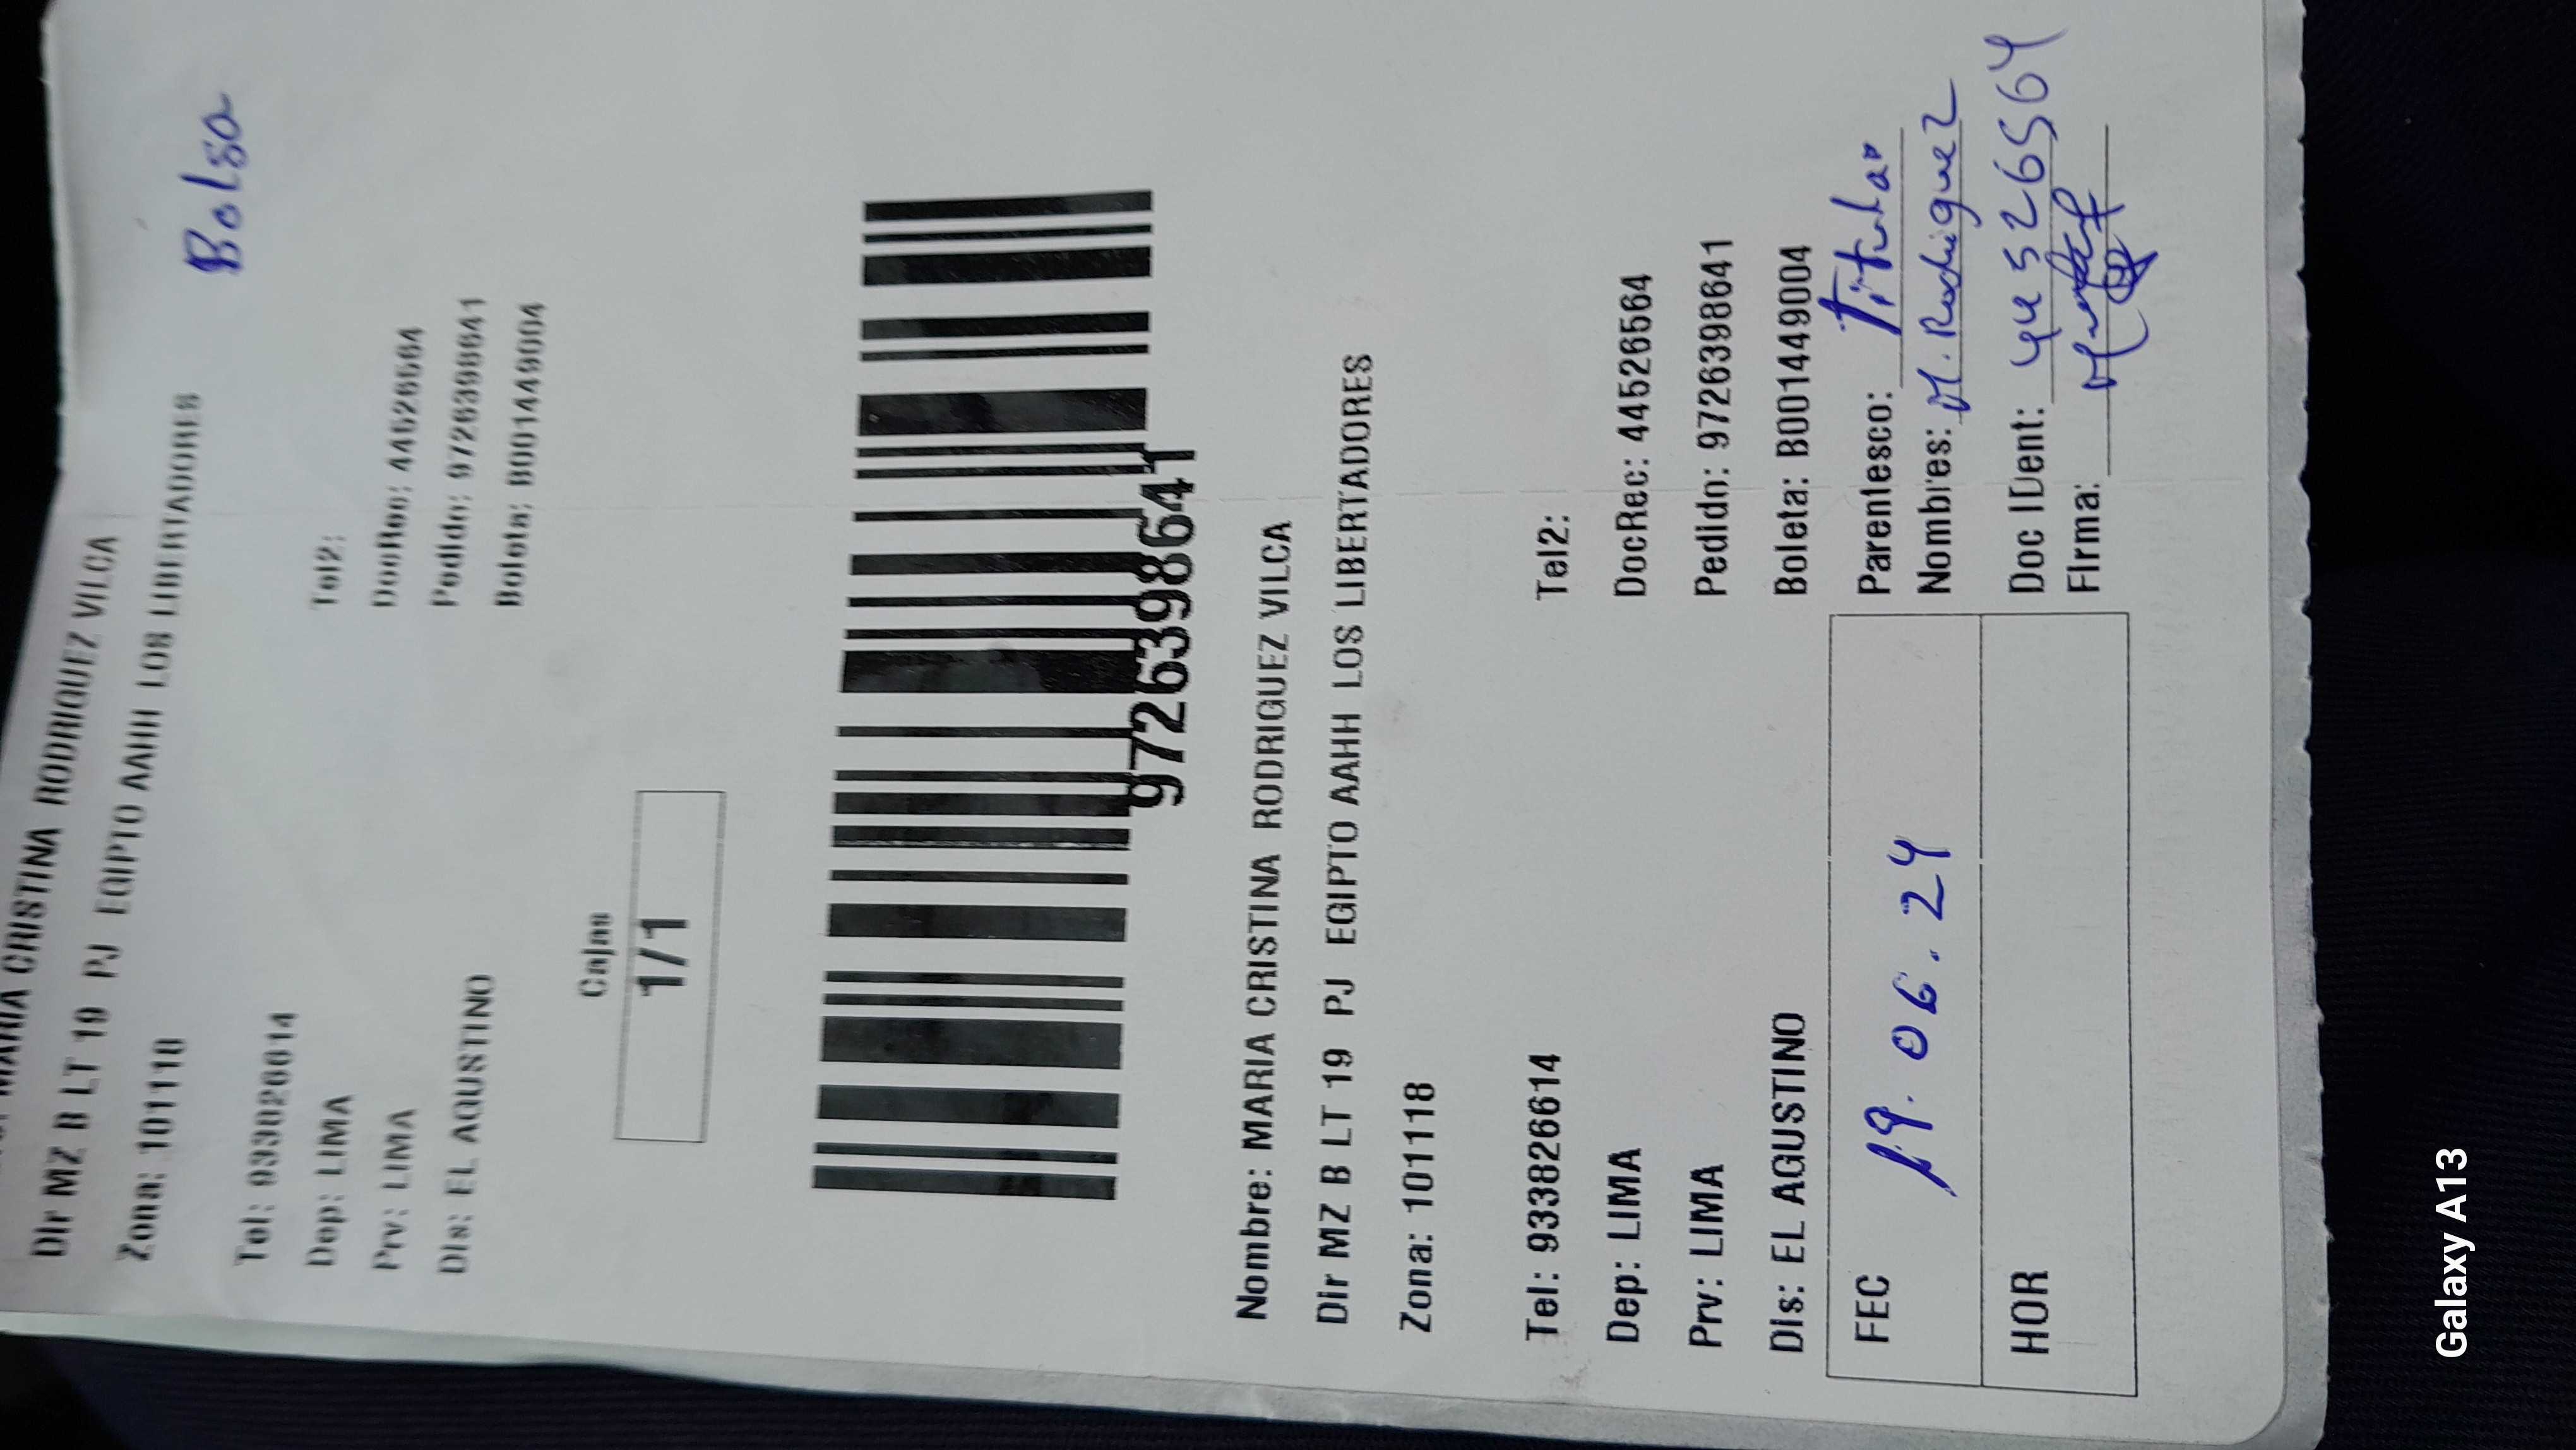 MARIA CRISTINA RODRIGUEZ VILCA
Dir MZ B LT 19 PJ EGIPTO AAHH LOS LIBERTADORES
Zona: 101118
Bolsa
Tel: 933826614 Tel2:
Dep: LIMA DocRec: 44526564
Prv: LIMA Pedido: 9726398641
Dis: EL AGUSTINO Boleta: B001449004
Cajas
1/1
9726398641
Nombre: MARIA CRISTINA RODRIGUEZ VILCA
Dir MZ B LT 19 PJ EGIPTO AAHH LOS LIBERTADORES
Zona: 101118
Tel: 933826614 Tel2:
Dep: LIMA DocRec: 44526564
Prv: LIMA Pedido: 9726398641
Dis: EL AGUSTINO Boleta: B001449004
FEC 19.06.24 Parentesco: Titular
Nombres: M. Rodriguez
HOR Doc IDent: 44526564
Firma:
Galaxy A13